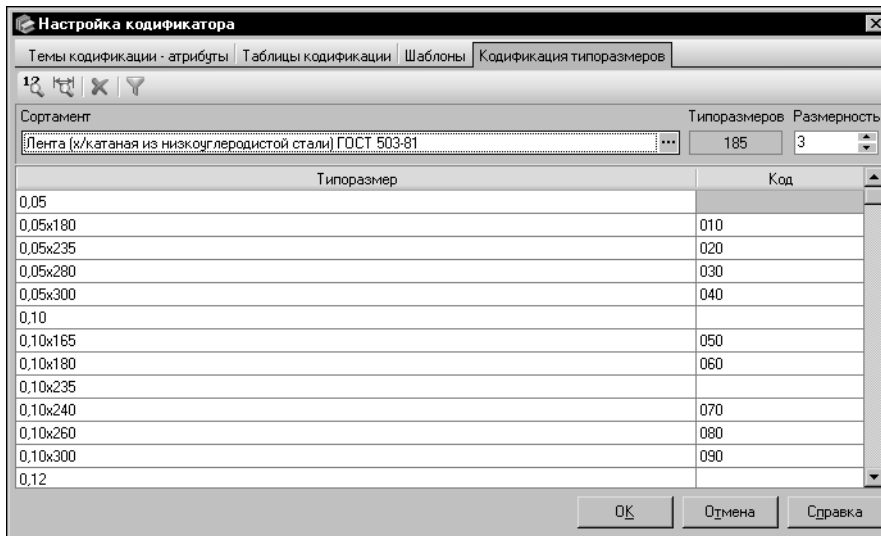 Настройка кодификатора
Темы кодификации - атрибуты Таблицы кодификации Шаблоны Кодификация типоразмеров
Сортамент Типоразмеров Размерность
Лента (х/катаная из низкоуглеродистой стали) ГОСТ 503-81 ... 185 3
Типоразмер Код
0,05
0,05x180 010
0,05x235 020
0,05x280 030
0,05x300 040
0,10
0,10x165 050
0,10x180 060
0,10x235
0,10x240 070
0,10x260 080
0,10x300 090
0,12
OK Отмена Справка